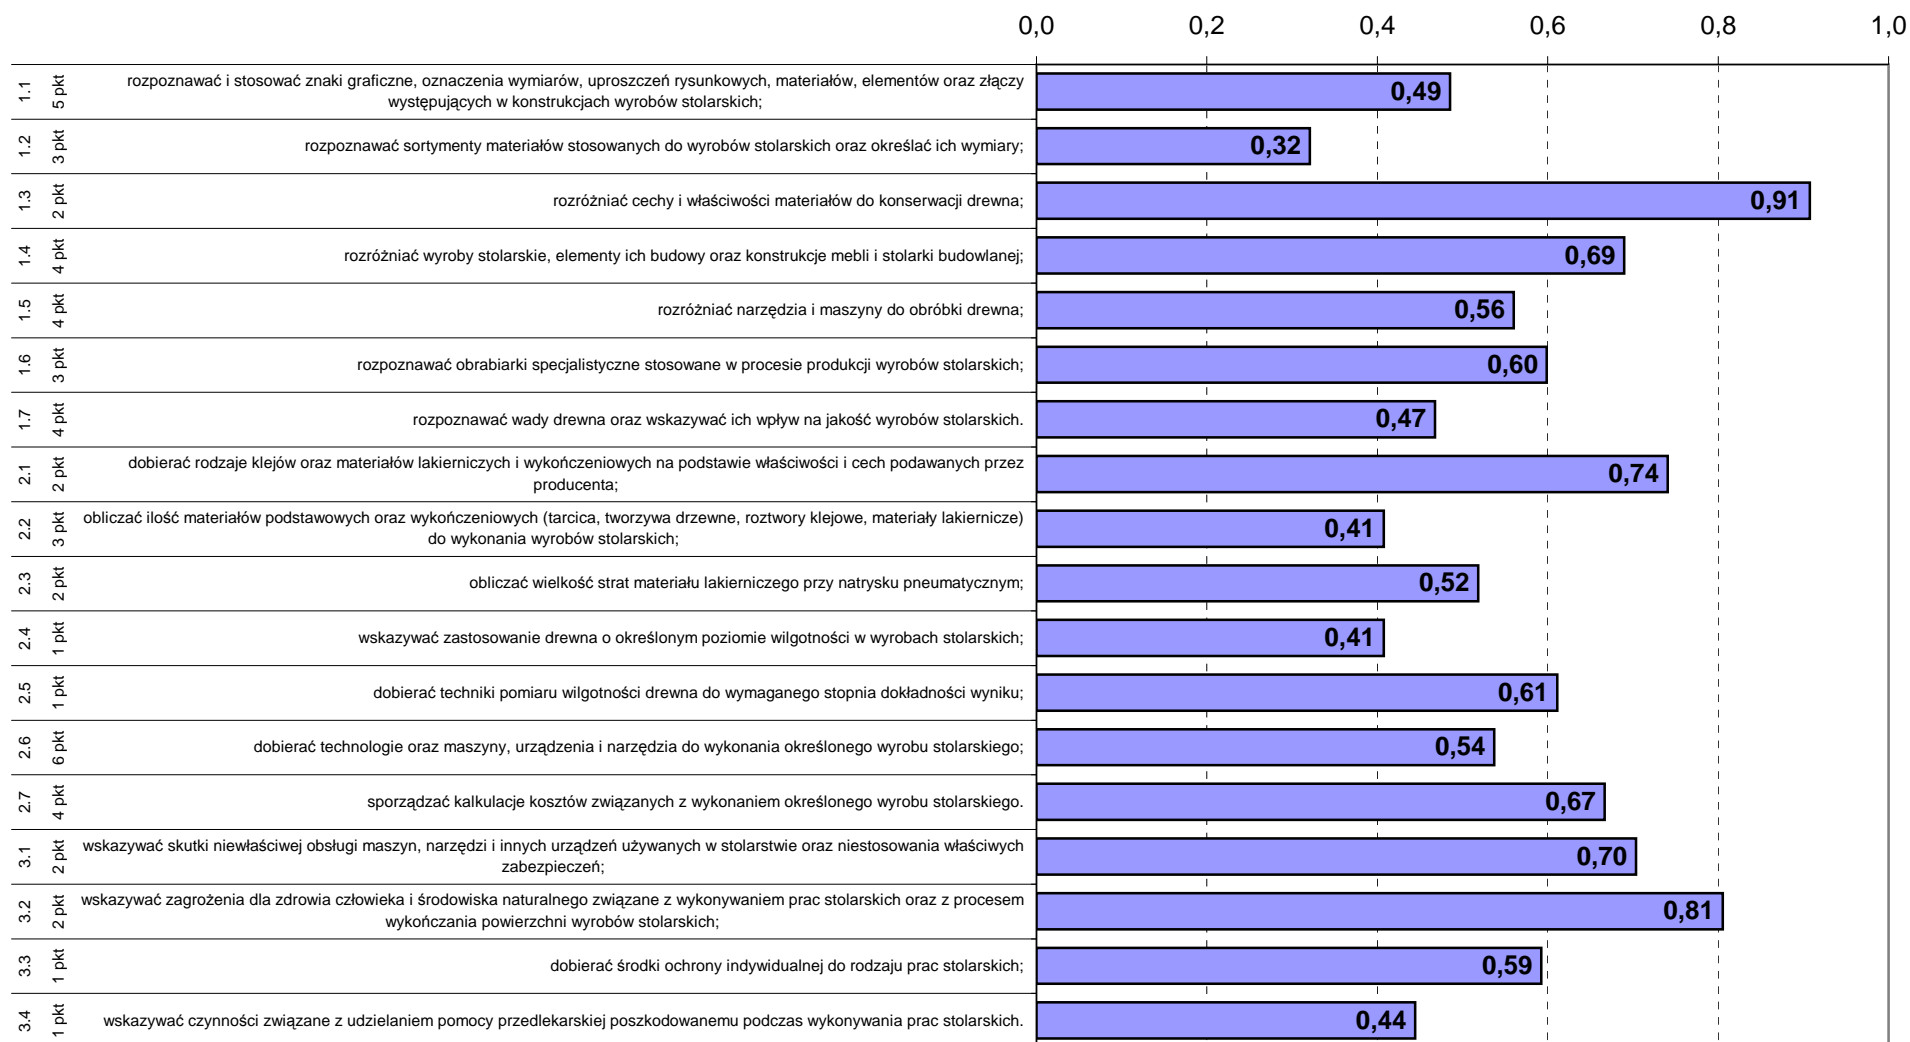 0,0 0,2 0,4 0,6 0,8 1,0
1.1 5 pkt rozpoznawać i stosować znaki graficzne, oznaczenia wymiarów, uproszczeń rysunkowych, materiałów, elementów oraz złączy
występujących w konstrukcjach wyrobów stolarskich; 0,49
1.2 3 pkt rozpoznawać sortymenty materiałów stosowanych do wyrobów stolarskich oraz określać ich wymiary; 0,32
1.3 2 pkt rozróżniać cechy i właściwości materiałów do konserwacji drewna; 0,91
1.4 4 pkt rozróżniać wyroby stolarskie, elementy ich budowy oraz konstrukcje mebli i stolarki budowlanej; 0,69
1.5 4 pkt rozróżniać narzędzia i maszyny do obróbki drewna; 0,56
1.6 3 pkt rozpoznawać obrabiarki specjalistyczne stosowane w procesie produkcji wyrobów stolarskich; 0,60
1.7 4 pkt rozpoznawać wady drewna oraz wskazywać ich wpływ na jakość wyrobów stolarskich. 0,47
2.1 2 pkt dobierać rodzaje klejów oraz materiałów lakierniczych i wykończeniowych na podstawie właściwości i cech podawanych przez
producenta; 0,74
2.2 3 pkt obliczać ilość materiałów podstawowych oraz wykończeniowych (tarcica, tworzywa drzewne, roztwory klejowe, materiały lakiernicze)
do wykonania wyrobów stolarskich; 0,41
2.3 2 pkt obliczać wielkość strat materiału lakierniczego przy natrysku pneumatycznym; 0,52
2.4 1 pkt wskazywać zastosowanie drewna o określonym poziomie wilgotności w wyrobach stolarskich; 0,41
2.5 1 pkt dobierać techniki pomiaru wilgotności drewna do wymaganego stopnia dokładności wyniku; 0,61
2.6 6 pkt dobierać technologie oraz maszyny, urządzenia i narzędzia do wykonania określonego wyrobu stolarskiego; 0,54
2.7 4 pkt sporządzać kalkulacje kosztów związanych z wykonaniem określonego wyrobu stolarskiego. 0,67
3.1 2 pkt wskazywać skutki niewłaściwej obsługi maszyn, narzędzi i innych urządzeń używanych w stolarstwie oraz niestosowania właściwych
zabezpieczeń; 0,70
3.2 2 pkt wskazywać zagrożenia dla zdrowia człowieka i środowiska naturalnego związane z wykonywaniem prac stolarskich oraz z procesem
wykończania powierzchni wyrobów stolarskich; 0,81
3.3 1 pkt dobierać środki ochrony indywidualnej do rodzaju prac stolarskich; 0,59
3.4 1 pkt wskazywać czynności związane z udzielaniem pomocy przedlekarskiej poszkodowanemu podczas wykonywania prac stolarskich. 0,44